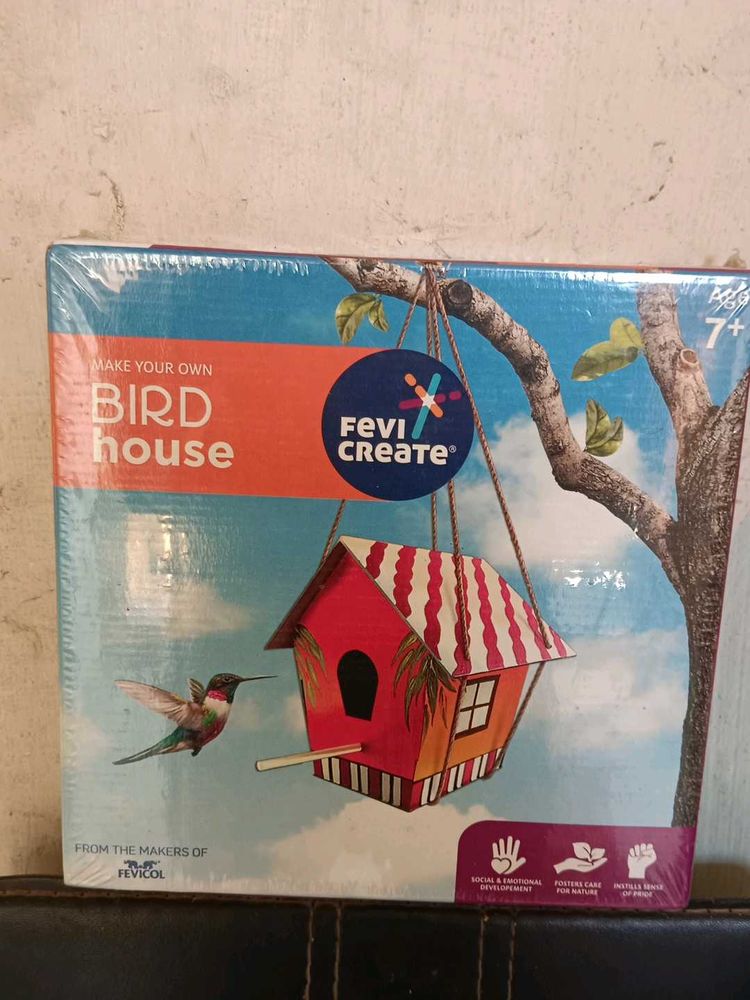 Age
7+
MAKE YOUR OWN
BIRD
house
FEVI
CREATE®
FROM THE MAKERS OF
FEVICOL
SOCIAL & EMOTIONAL
DEVELOPEMENT
FOSTERS CARE
FOR NATURE
INSTILLS SENSE
OF PRIDE